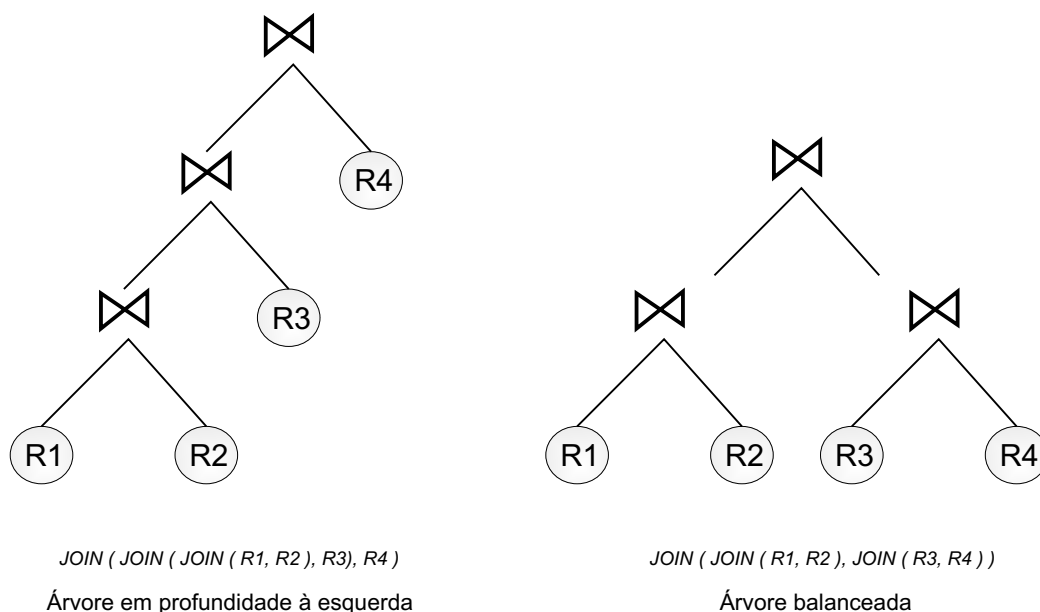 R4
R3
R1
R2
JOIN ( JOIN ( JOIN ( R1, R2 ), R3), R4 )
Árvore em profundidade à esquerda
R1
R2
R3
R4
JOIN ( JOIN ( R1, R2 ), JOIN ( R3, R4 ) )
Árvore balanceada